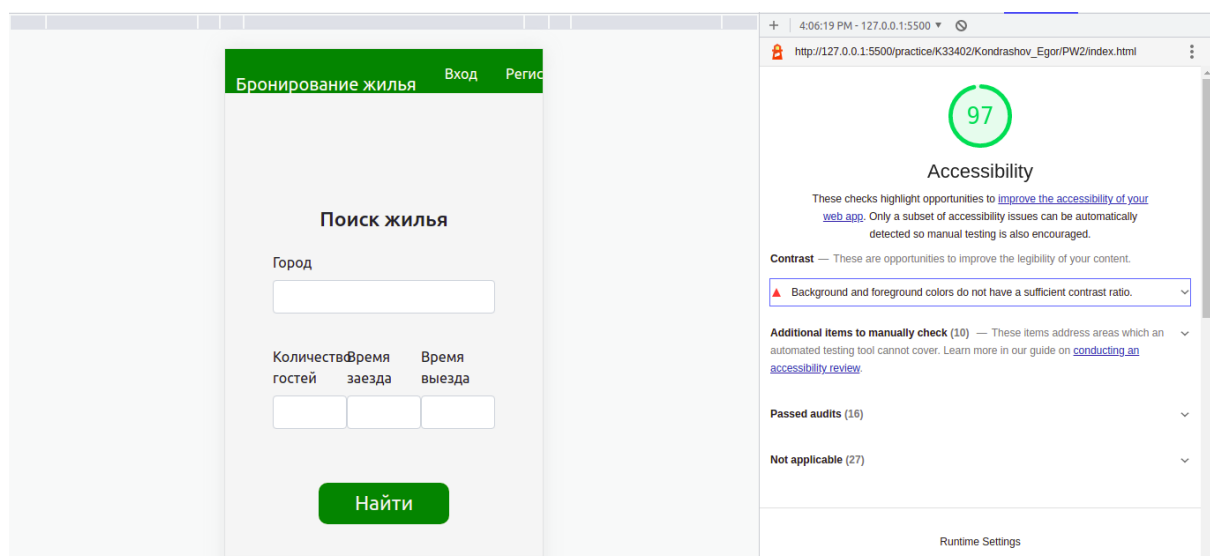 Бронирование жилья
Вход
Регис
Поиск жилья
Город
Количество
гостей
Время
заезда
Время
выезда
Найти
4:06:19 PM - 127.0.0.1:5500
http://127.0.0.1:5500/practice/K33402/Kondrashov_Egor/PW2/index.html
97
Accessibility
These checks highlight opportunities to improve the accessibility of your
web app. Only a subset of accessibility issues can be automatically
detected so manual testing is also encouraged.
Contrast — These are opportunities to improve the legibility of your content.
Background and foreground colors do not have a sufficient contrast ratio.
Additional items to manually check (10) — These items address areas which an
automated testing tool cannot cover. Learn more in our guide on conducting an
accessibility review.
Passed audits (16)
Not applicable (27)
Runtime Settings